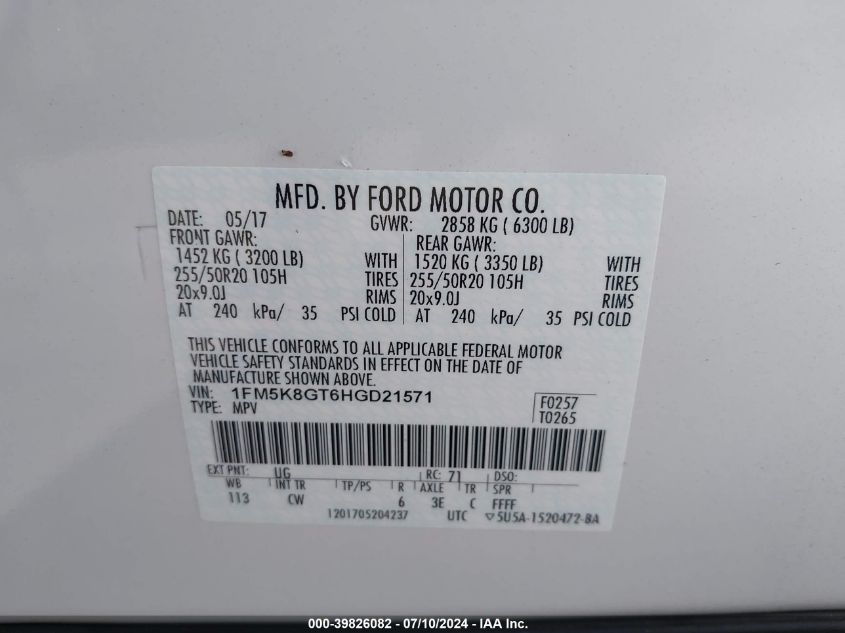 MFD. BY FORD MOTOR CO.
DATE: 05/17 GVWR: 2858 KG ( 6300 LB)
FRONT GAWR: REAR GAWR:
1452 KG ( 3200 LB) WITH 1520 KG ( 3350 LB) WITH
255/50R20 105H TIRES 255/50R20 105H TIRES
20x9.0J RIMS 20x9.0J RIMS
AT 240 kPa/ 35 PSI COLD AT 240 kPa/ 35 PSI COLD
THIS VEHICLE CONFORMS TO ALL APPLICABLE FEDERAL MOTOR
VEHICLE SAFETY STANDARDS IN EFFECT ON THE DATE OF
MANUFACTURE SHOWN ABOVE.
VIN: 1FM5K8GT6HGD21571 F0257
TYPE: MPV T0265
EXT PNT: UG RC: 71 DSO:
WB INT TR TP/PS R AXLE TR SPR
113 CW 6 3E C FFFF
1201705204237 UTC ▽5U5A-1520472-BA
000-39826082 - 07/10/2024 - IAA Inc.